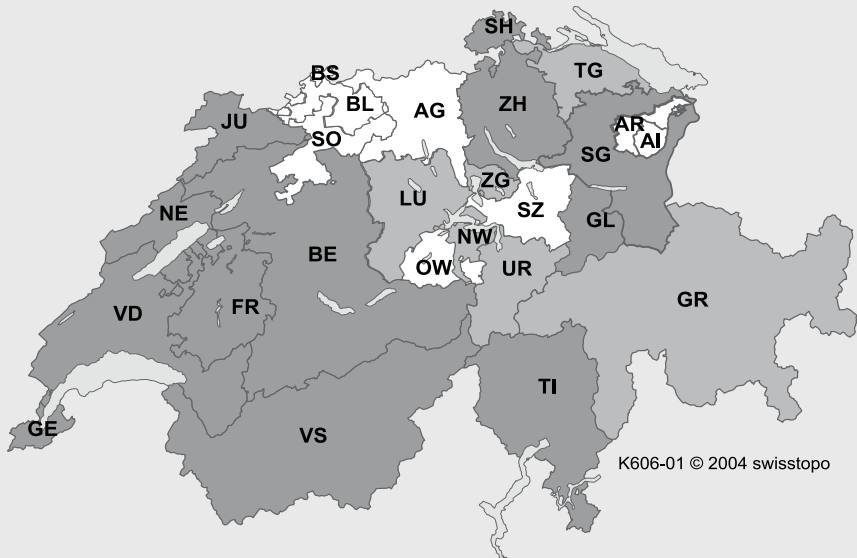 SH
BS
TG
BL
AG
ZH
JU
AR
SO
AI
SG
ZG
LU
SZ
NE
GL
NW
BE
OW
UR
GR
VD
FR
TI
GE
VS
K606-01 © 2004 swisstopo